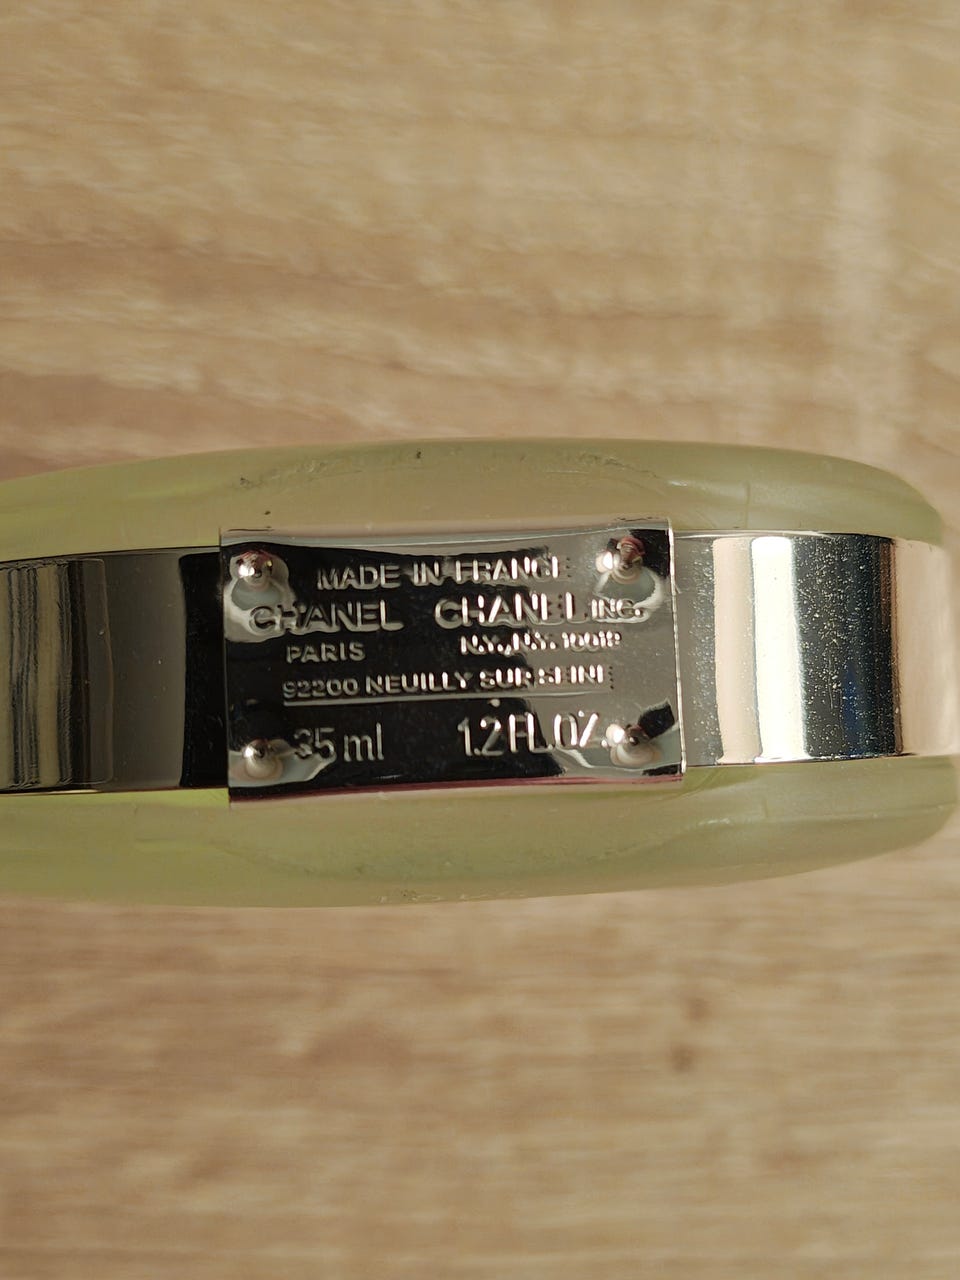 MADE IN FRANCE
CHANEL CHANEL INC.
PARIS N.Y., N.Y. 10019
92200 NEUILLY SUR SEINE
35 ml 1.2 FL.OZ.